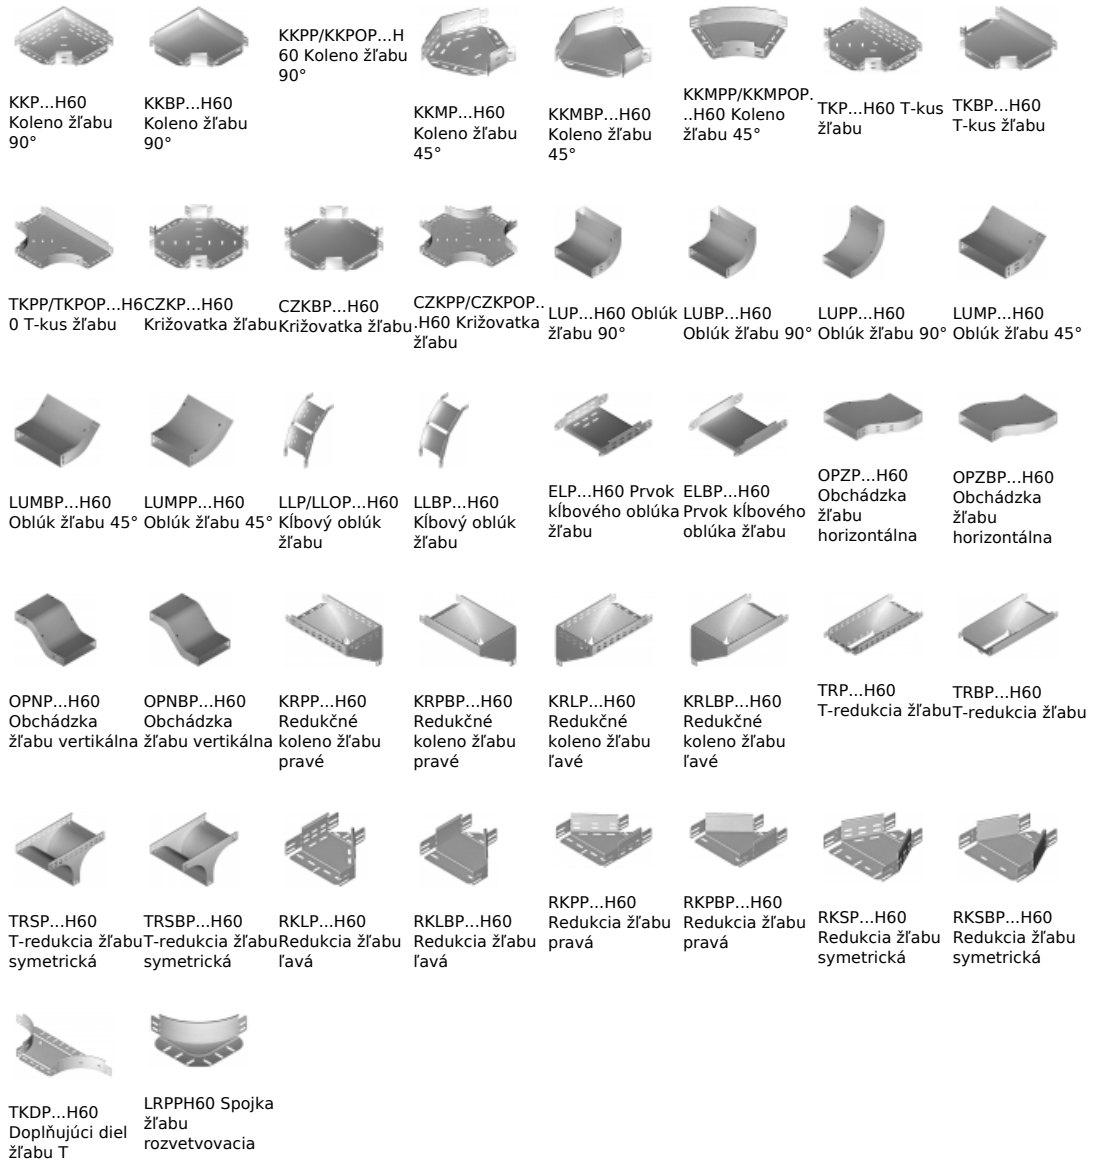 KKP...H60
Koleno žľabu
90°
KKBP...H60
Koleno žľabu
90°
KKPP/KKPOP...H
60 Koleno žľabu
90°
KKMP...H60
Koleno žľabu
45°
KKMBP...H60
Koleno žľabu
45°
KKMPP/KKMPOP.
..H60 Koleno
žľabu 45°
TKP...H60 T-kus
žľabu
TKBP...H60
T-kus žľabu
TKPP/TKPOP...H6
0 T-kus žľabu
CZKP...H60
Križovatka žľabu
CZKBP...H60
Križovatka žľabu
CZKPP/CZKPOP..
.H60 Križovatka
žľabu
LUP...H60 Oblúk
žľabu 90°
LUBP...H60
Oblúk žľabu 90°
LUPP...H60
Oblúk žľabu 90°
LUMP...H60
Oblúk žľabu 45°
LUMBP...H60
Oblúk žľabu 45°
LUMPP...H60
Oblúk žľabu 45°
LLP/LLOP...H60
Kĺbový oblúk
žľabu
LLBP...H60
Kĺbový oblúk
žľabu
ELP...H60 Prvok
kĺbového oblúka
žľabu
ELBP...H60
Prvok kĺbového
oblúka žľabu
OPZP...H60
Obchádzka
žľabu
horizontálna
OPZBP...H60
Obchádzka
žľabu
horizontálna
OPNP...H60
Obchádzka
žľabu vertikálna
OPNBP...H60
Obchádzka
žľabu vertikálna
KRPP...H60
Redukčné
koleno žľabu
pravé
KRPBP...H60
Redukčné
koleno žľabu
pravé
KRLP...H60
Redukčné
koleno žľabu
ľavé
KRLBP...H60
Redukčné
koleno žľabu
ľavé
TRP...H60
T-redukcia žľabu
TRBP...H60
T-redukcia žľabu
TRSP...H60
T-redukcia žľabu
symetrická
TRSBP...H60
T-redukcia žľabu
symetrická
RKLP...H60
Redukcia žľabu
ľavá
RKLBP...H60
Redukcia žľabu
ľavá
RKPP...H60
Redukcia žľabu
pravá
RKPBP...H60
Redukcia žľabu
pravá
RKSP...H60
Redukcia žľabu
symetrická
RKSBP...H60
Redukcia žľabu
symetrická
TKDP...H60
Doplňujúci diel
žľabu T
LRPPH60 Spojka
žľabu
rozvetvovacia